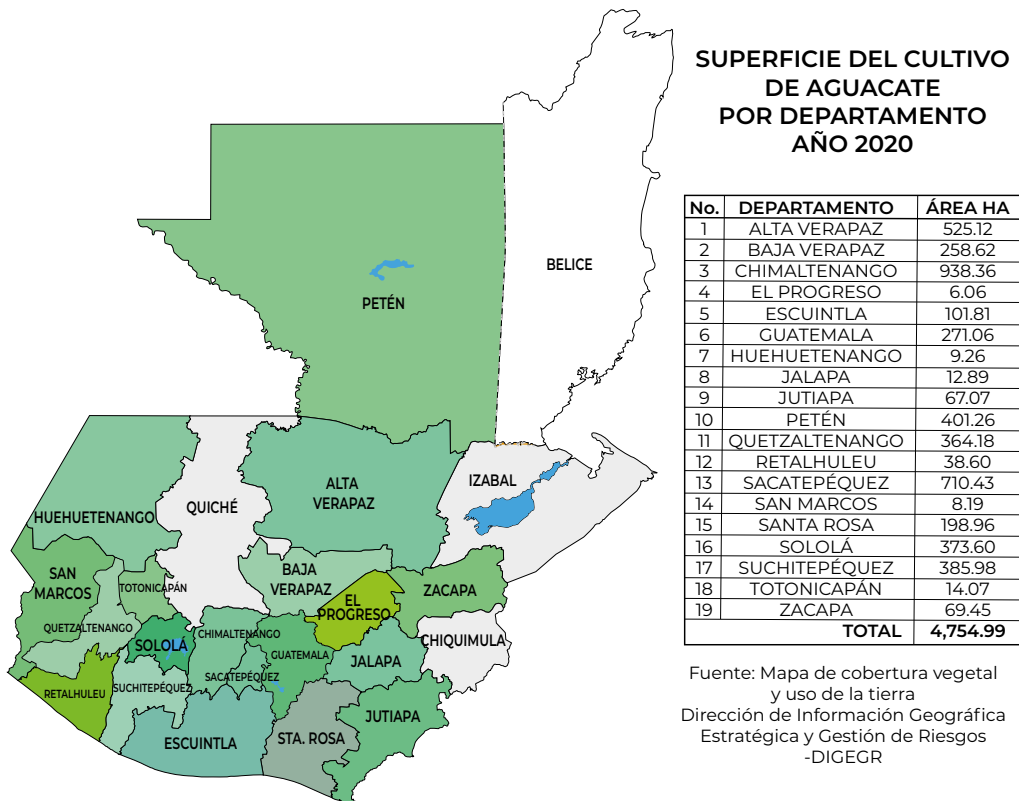 SUPERFICIE DEL CULTIVO
DE AGUACATE
POR DEPARTAMENTO
AÑO 2020
No. DEPARTAMENTO ÁREA HA
1 ALTA VERAPAZ 525.12
2 BAJA VERAPAZ 258.62
3 CHIMALTENANGO 938.36
4 EL PROGRESO 6.06
5 ESCUINTLA 101.81
6 GUATEMALA 271.06
7 HUEHUETENANGO 9.26
8 JALAPA 12.89
9 JUTIAPA 67.07
10 PETÉN 401.26
11 QUETZALTENANGO 364.18
12 RETALHULEU 38.60
13 SACATEPÉQUEZ 710.43
14 SAN MARCOS 8.19
15 SANTA ROSA 198.96
16 SOLOLÁ 373.60
17 SUCHITEPÉQUEZ 385.98
18 TOTONICAPÁN 14.07
19 ZACAPA 69.45
TOTAL 4,754.99
Fuente: Mapa de cobertura vegetal
y uso de la tierra
Dirección de Información Geográfica
Estratégica y Gestión de Riesgos
-DIGEGR
BELICE
PETÉN
IZABAL
ALTA
VERAPAZ
QUICHÉ
HUEHUETENANGO
SAN
MARCOS
TOTONICAPÁN
BAJA
VERAPAZ
EL
PROGRESO
ZACAPA
QUETZALTENANGO
SOLOLÁ
CHIMALTENANGO
GUATEMALA
CHIQUIMULA
JALAPA
SACATEPÉQUEZ
RETALHULEU
SUCHITEPÉQUEZ
JUTIAPA
ESCUINTLA
STA. ROSA